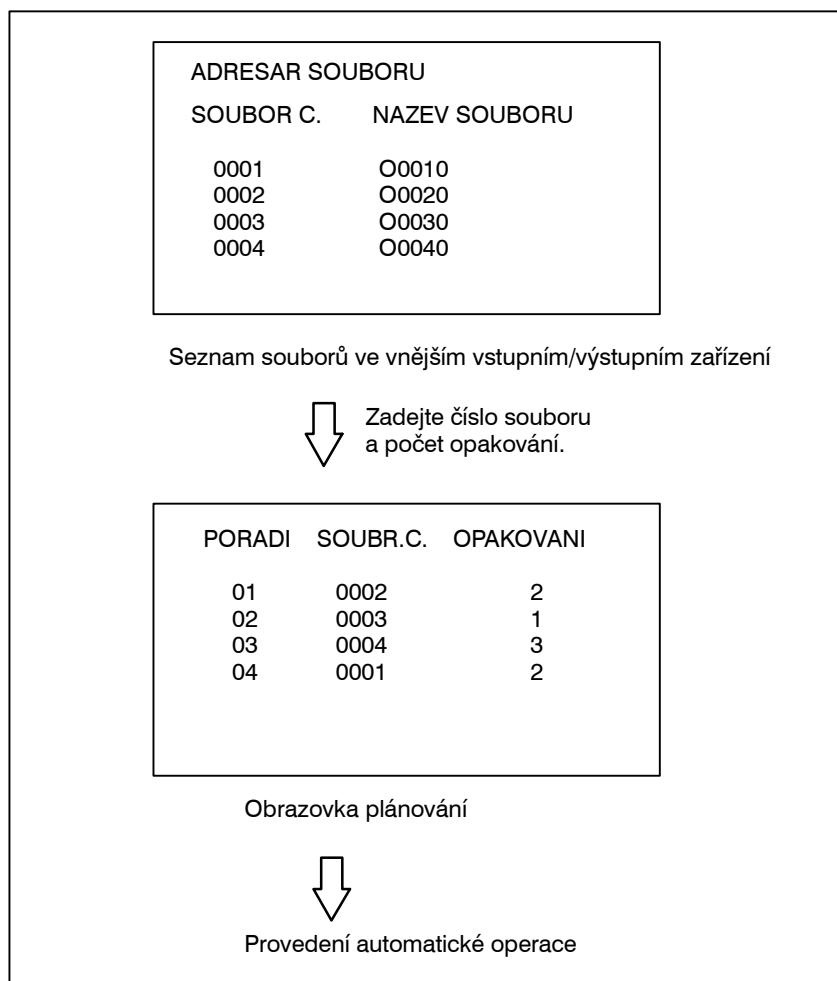 ADRESAR SOUBORU
SOUBOR C. NAZEV SOUBORU
0001 O0010
0002 O0020
0003 O0030
0004 O0040
Seznam souborů ve vnějším vstupním/výstupním zařízení
Zadejte číslo souboru
a počet opakování.
PORADI SOUBR.C. OPAKOVANI
01 0002 2
02 0003 1
03 0004 3
04 0001 2
Obrazovka plánování
Provedení automatické operace